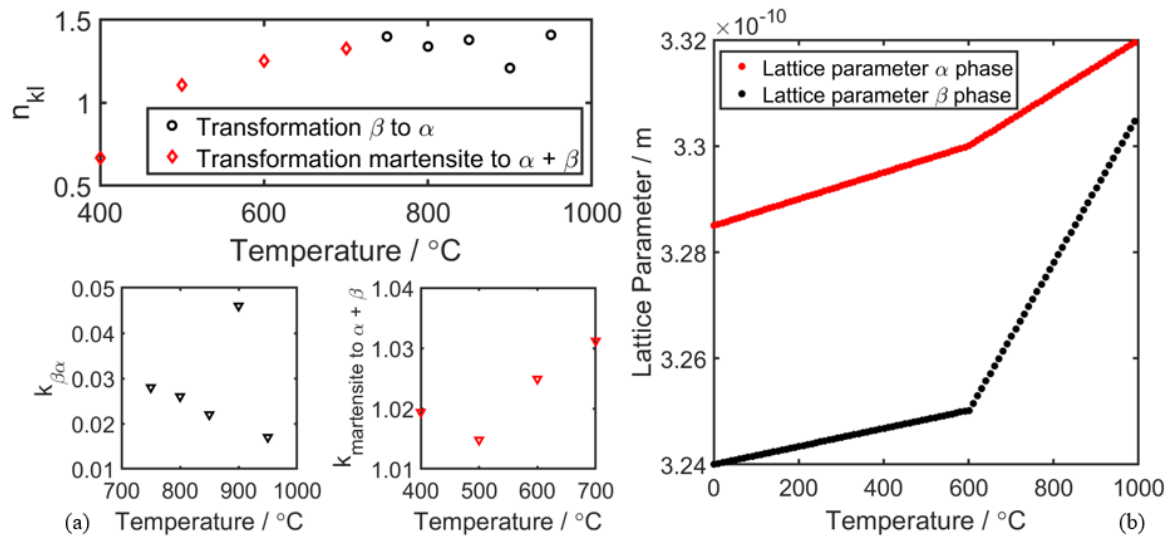 1.5
1
0.5
n_kl
Transformation β to α
Transformation martensite to α + β
400 600 800 1000
Temperature / °C
0.05
0.04
0.03
0.02
0.01
k_βα
700 800 900 1000
Temperature / °C
(a)
1.04
1.03
1.02
1.01
k_martensite to α + β
400 500 600 700
Temperature / °C
×10^-10
3.32
3.3
3.28
3.26
3.24
Lattice Parameter / m
Lattice parameter α phase
Lattice parameter β phase
0 200 400 600 800 1000
Temperature / °C
(b)